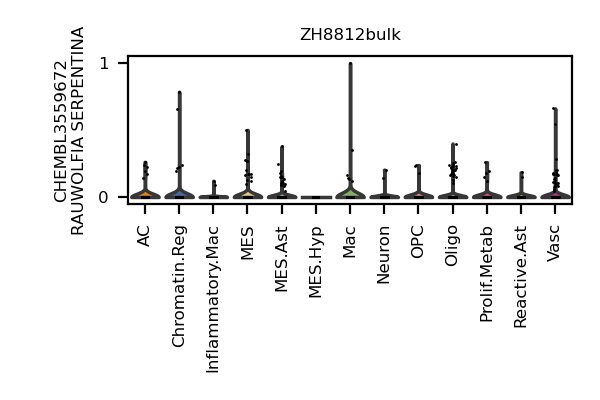 ZH8812bulk
CHEMBL3559672
RAUWOLFIA SERPENTINA
1
0
AC
Chromatin.Reg
Inflammatory.Mac
MES
MES.Ast
MES.Hyp
Mac
Neuron
OPC
Oligo
Prolif.Metab
Reactive.Ast
Vasc